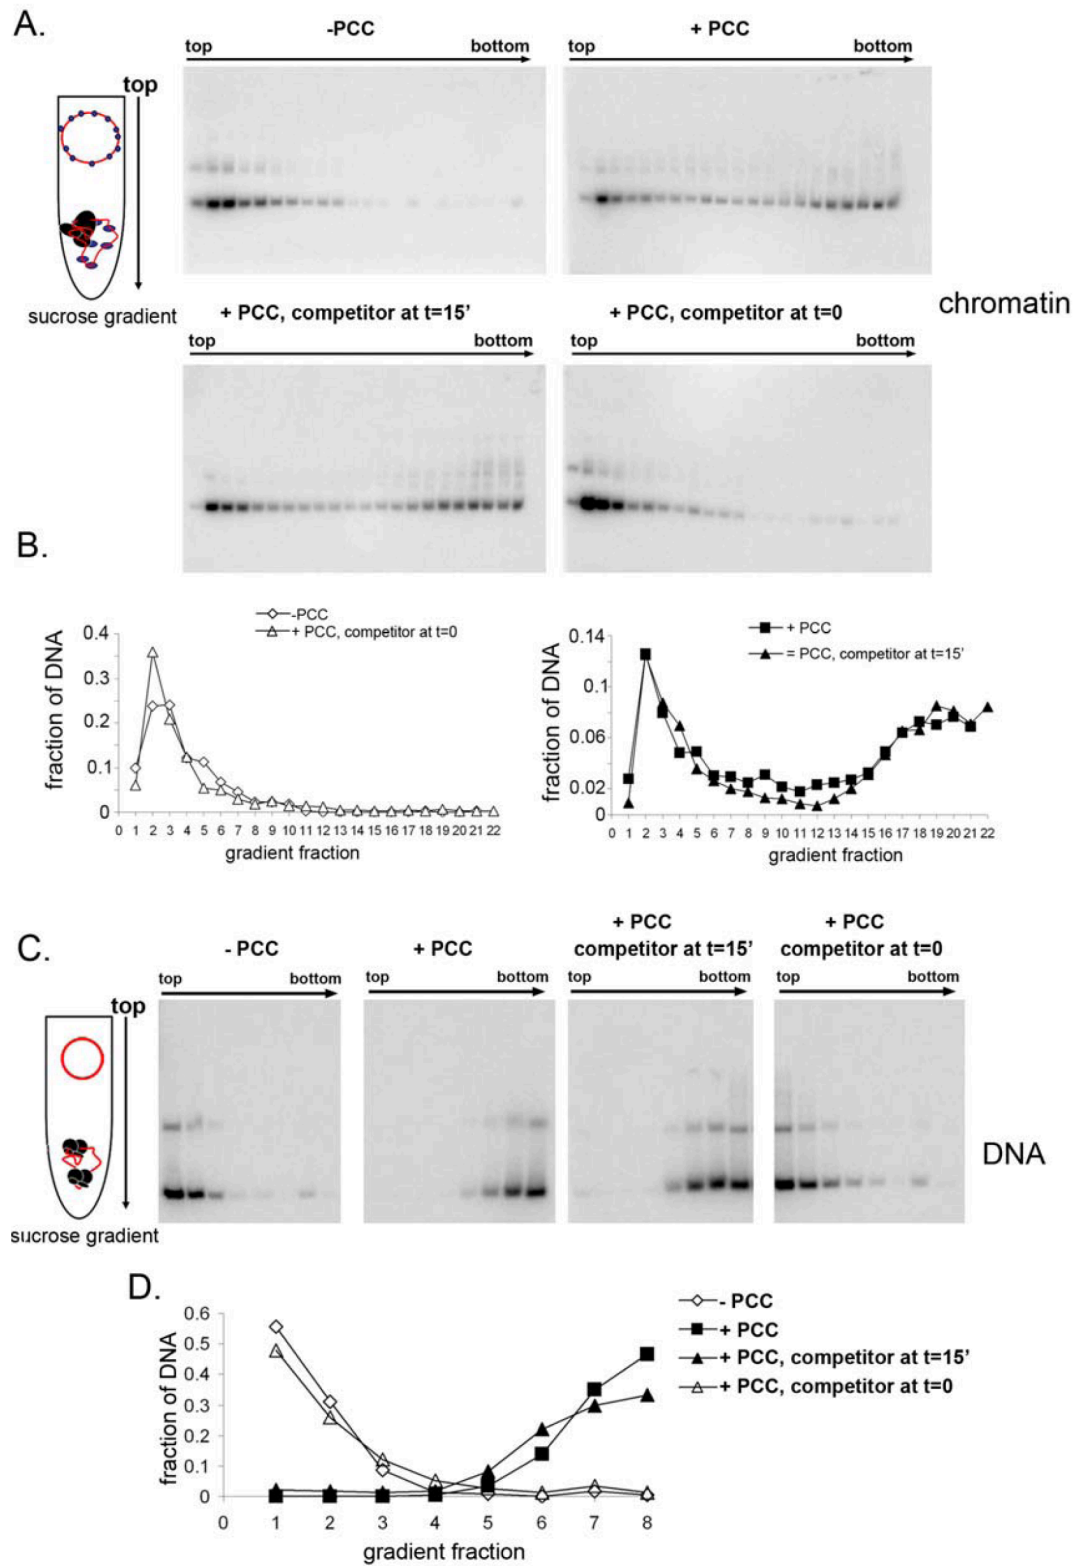 A.
-PCC
+ PCC
top
bottom
top
bottom
top
sucrose gradient
chromatin
+ PCC, competitor at t=15'
+ PCC, competitor at t=0
top
bottom
top
bottom
B.
-PCC
+ PCC, competitor at t=0
fraction of DNA
0.4
0.3
0.2
0.1
0
0 1 2 3 4 5 6 7 8 9 10 11 12 13 14 15 16 17 18 19 20 21 22
gradient fraction
+ PCC
= PCC, competitor at t=15'
fraction of DNA
0.14
0.1
0.06
0.02
0
0 1 2 3 4 5 6 7 8 9 10 11 12 13 14 15 16 17 18 19 20 21 22
gradient fraction
C.
- PCC
+ PCC
+ PCC
competitor at t=15'
+ PCC
competitor at t=0
top
bottom
top
bottom
top
bottom
top
bottom
top
sucrose gradient
DNA
D.
- PCC
+ PCC
+ PCC, competitor at t=15'
+ PCC, competitor at t=0
fraction of DNA
0.6
0.5
0.4
0.3
0.2
0.1
0
0 1 2 3 4 5 6 7 8
gradient fraction